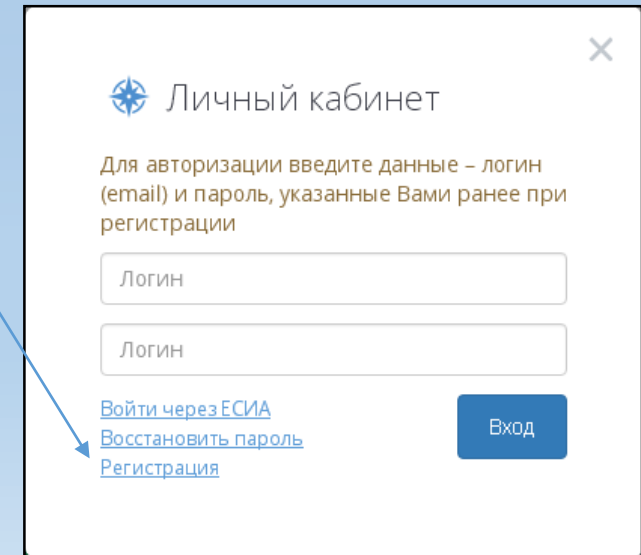 Личный кабинет
Для авторизации введите данные – логин
(email) и пароль, указанные Вами ранее при
регистрации
Логин
Логин
Войти через ЕСИА
Восстановить пароль
Регистрация
Вход